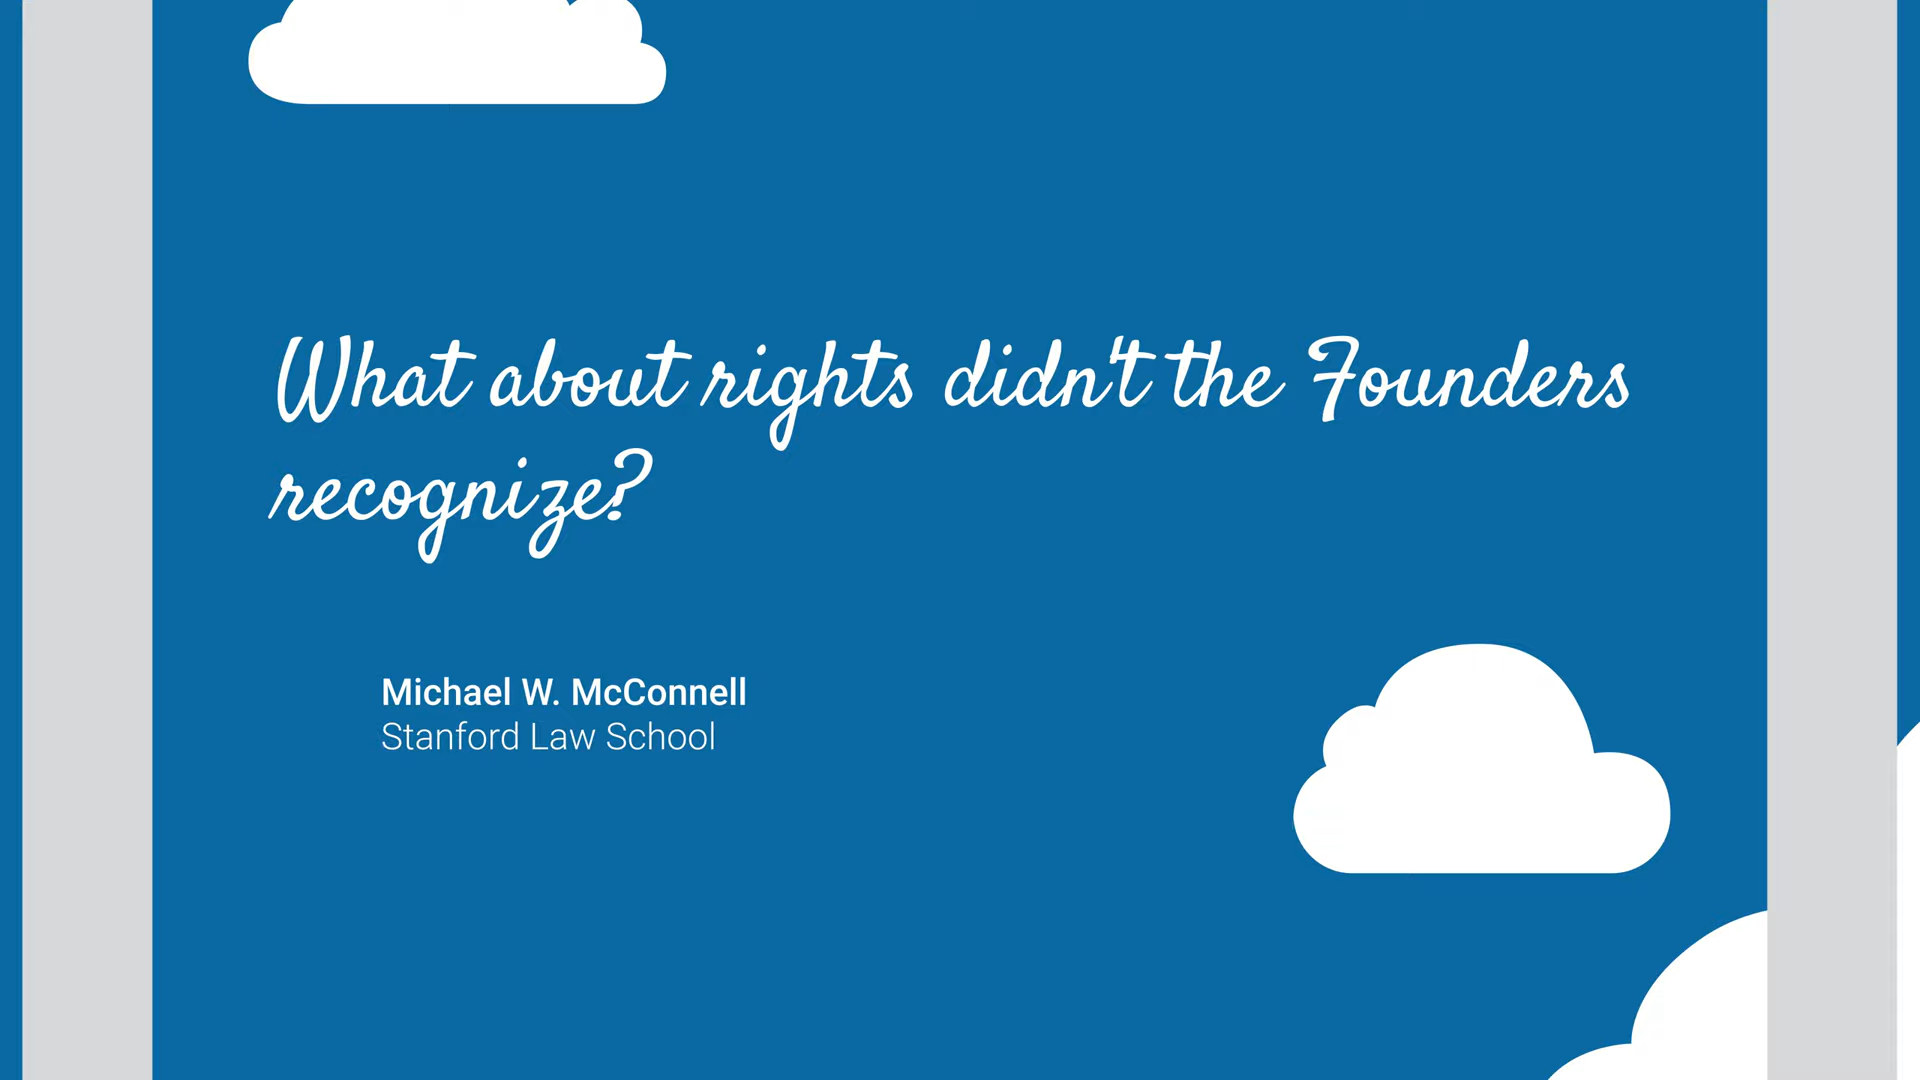 What about rights didn't the Founders
recognize?
Michael W. McConnell
Stanford Law School